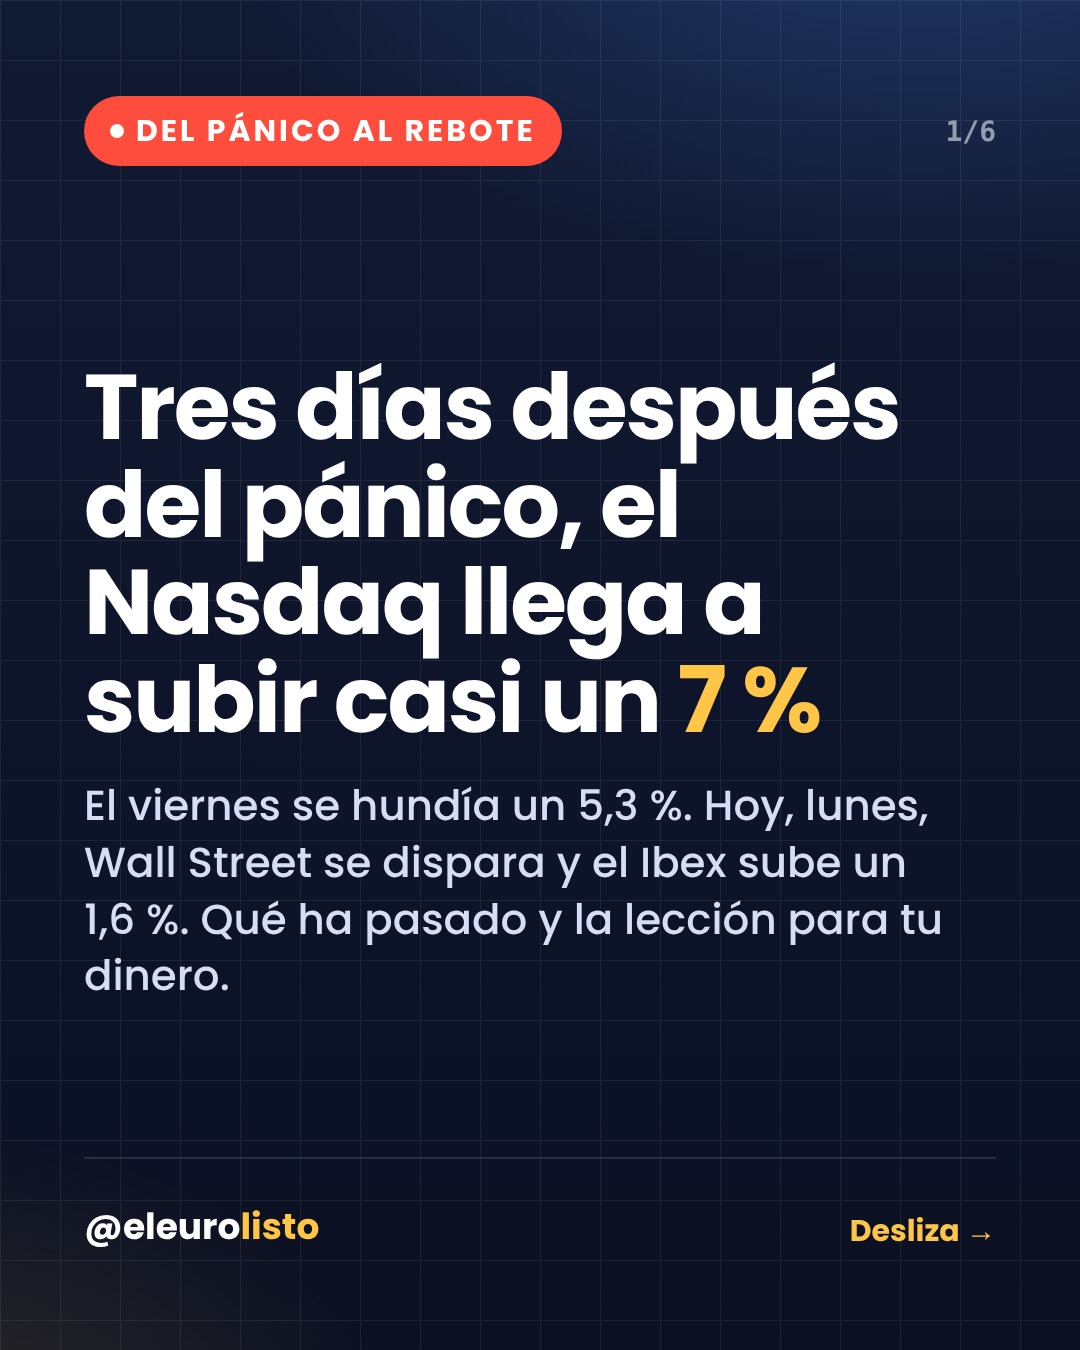 DEL PÁNICO AL REBOTE
1/6
Tres días después
del pánico, el
Nasdaq llega a
subir casi un 7 %
El viernes se hundía un 5,3 %. Hoy, lunes,
Wall Street se dispara y el Ibex sube un
1,6 %. Qué ha pasado y la lección para tu
dinero.
@eleurolisto
Desliza →